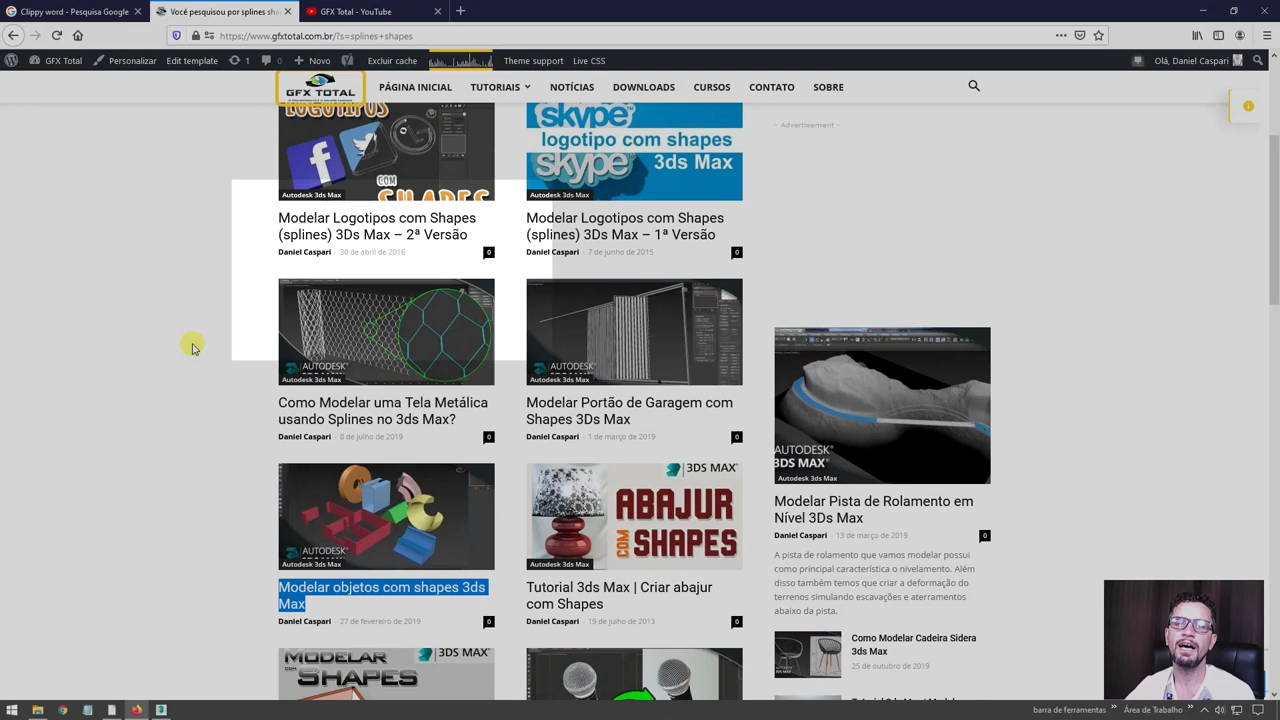 Clippy word - Pesquisa Google
Você pesquisou por splines sha
GFX Total - YouTube
https://www.gfxtotal.com.br/?s=splines+shapes
GFX Total
Personalizar
Edit template
1
0
Novo
Excluir cache
Theme support
Live CSS
Olá, Daniel Caspari
GFX TOTAL
PÁGINA INICIAL
TUTORIAIS
NOTÍCIAS
DOWNLOADS
CURSOS
CONTATO
SOBRE
- Advertisement -
LOGOTIPOS
COM
SHAPES
Autodesk 3ds Max
Modelar Logotipos com Shapes
(splines) 3Ds Max – 2ª Versão
Daniel Caspari - 30 de abril de 2016
0
skype
logotipo com shapes
3ds Max
Autodesk 3ds Max
Modelar Logotipos com Shapes
(splines) 3Ds Max – 1ª Versão
Daniel Caspari - 7 de junho de 2015
0
AUTODESK
Autodesk 3ds Max
Como Modelar uma Tela Metálica
usando Splines no 3ds Max?
Daniel Caspari - 8 de julho de 2019
0
AUTODESK
Autodesk 3ds Max
Modelar Portão de Garagem com
Shapes 3Ds Max
Daniel Caspari - 1 de março de 2019
0
AUTODESK
Autodesk 3ds Max
Modelar objetos com shapes 3ds
Max
Daniel Caspari - 27 de fevereiro de 2019
0
3DS MAX
ABAJUR
COM
SHAPES
Autodesk 3ds Max
Tutorial 3ds Max | Criar abajur
com Shapes
Daniel Caspari - 19 de julho de 2013
0
MODELAR
COM
SHAPES
3DS MAX
AUTODESK
3DS MAX
Autodesk 3ds Max
Modelar Pista de Rolamento em
Nível 3Ds Max
Daniel Caspari - 13 de março de 2019
0
A pista de rolamento que vamos modelar possui
como principal característica o nivelamento. Além
disso também temos que criar a deformação do
terrenos simulando escavações e aterramentos
abaixo da pista.
Como Modelar Cadeira Sidera
3ds Max
25 de outubro de 2019
barra de ferramentas
Área de Trabalho